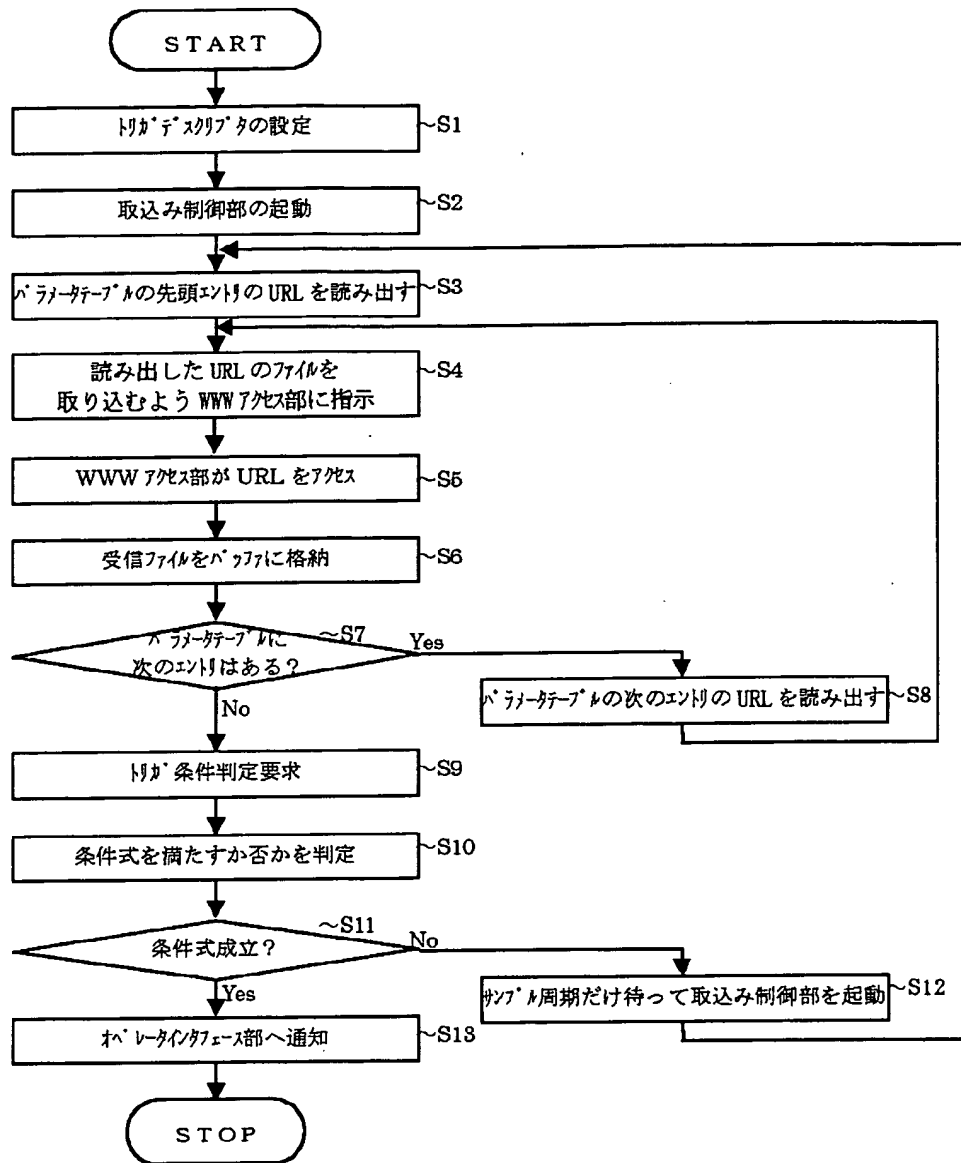 START
トリガデスクリプタの設定
~S1
取込み制御部の起動
~S2
パラメータテーブルの先頭エントリのURLを読み出す
~S3
読み出したURLのファイルを
取り込むようWWWアクセス部に指示
~S4
WWWアクセス部がURLをアクセス
~S5
受信ファイルをバッファに格納
~S6
パラメータテーブルに
次のエントリはある?
~S7
Yes
No
パラメータテーブルの次のエントリのURLを読み出す
~S8
トリガ条件判定要求
~S9
条件式を満たすか否かを判定
~S10
条件式成立?
~S11
No
Yes
サンプル周期だけ待って取込み制御部を起動
~S12
オペレータインタフェース部へ通知
~S13
STOP